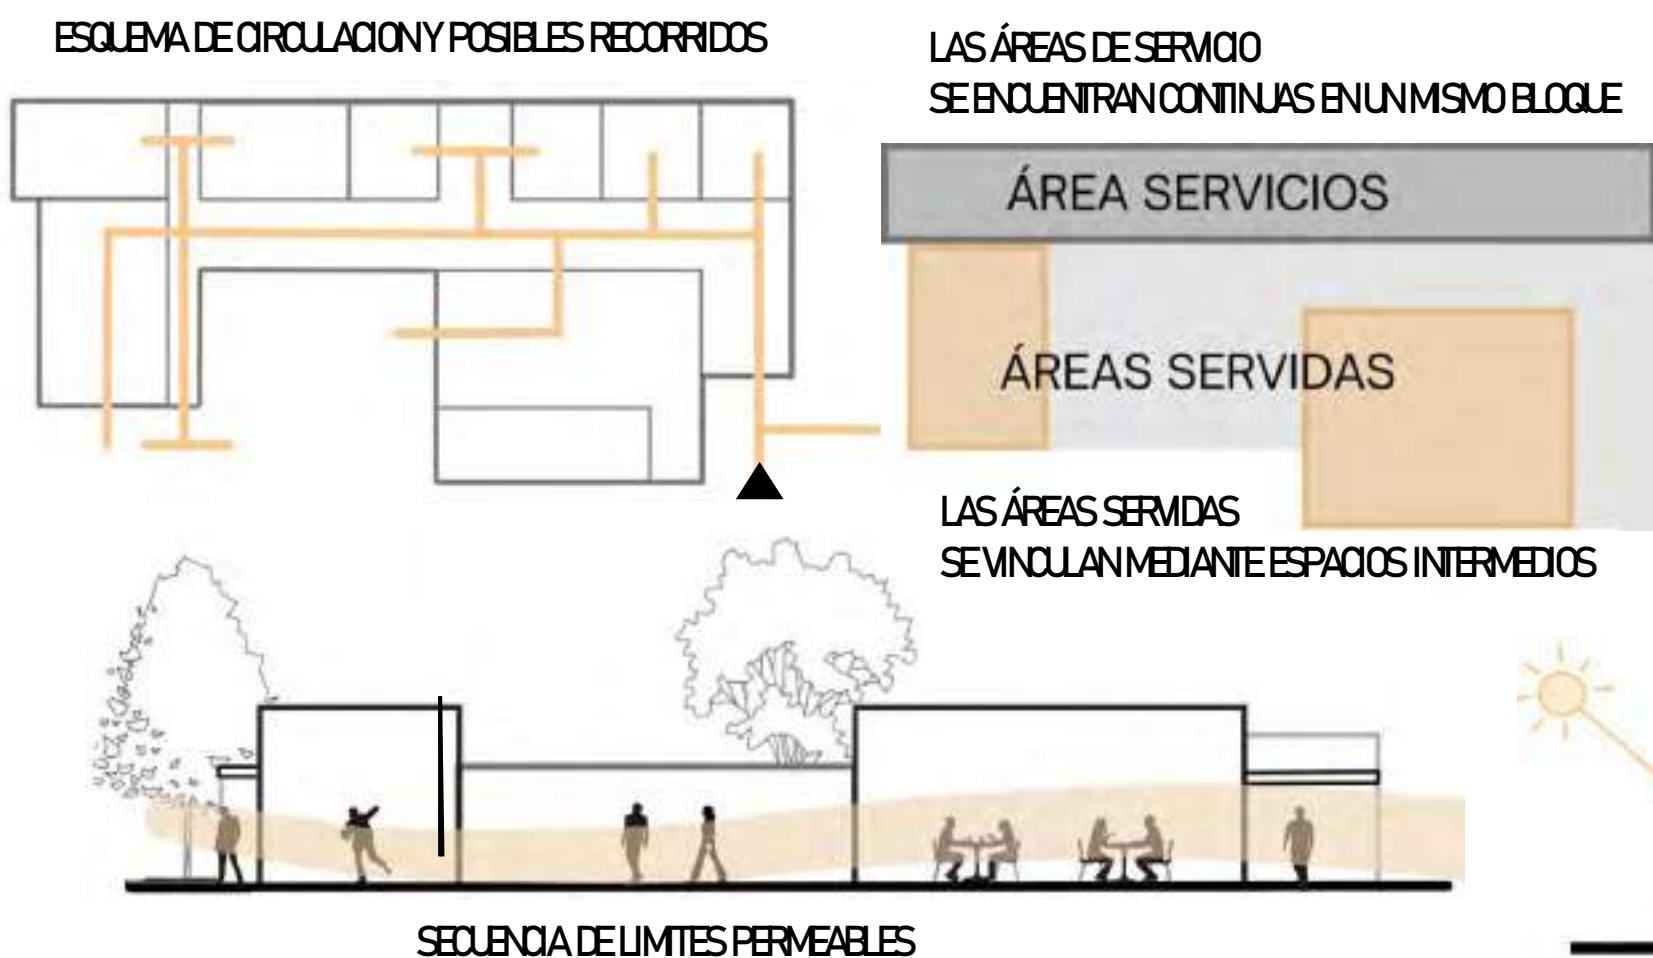 ESQUEMA DE CIRCULACION Y POSIBLES RECORRIDOS
LAS ÁREAS DE SERVICIO
SE ENCUENTRAN CONTINUAS EN UN MISMO BLOQUE
ÁREA SERVICIOS
ÁREAS SERVIDAS
LAS ÁREAS SERVIDAS
SE VINCULAN MEDIANTE ESPACIOS INTERMEDIOS
SECUENCIA DE LIMITES PERMEABLES